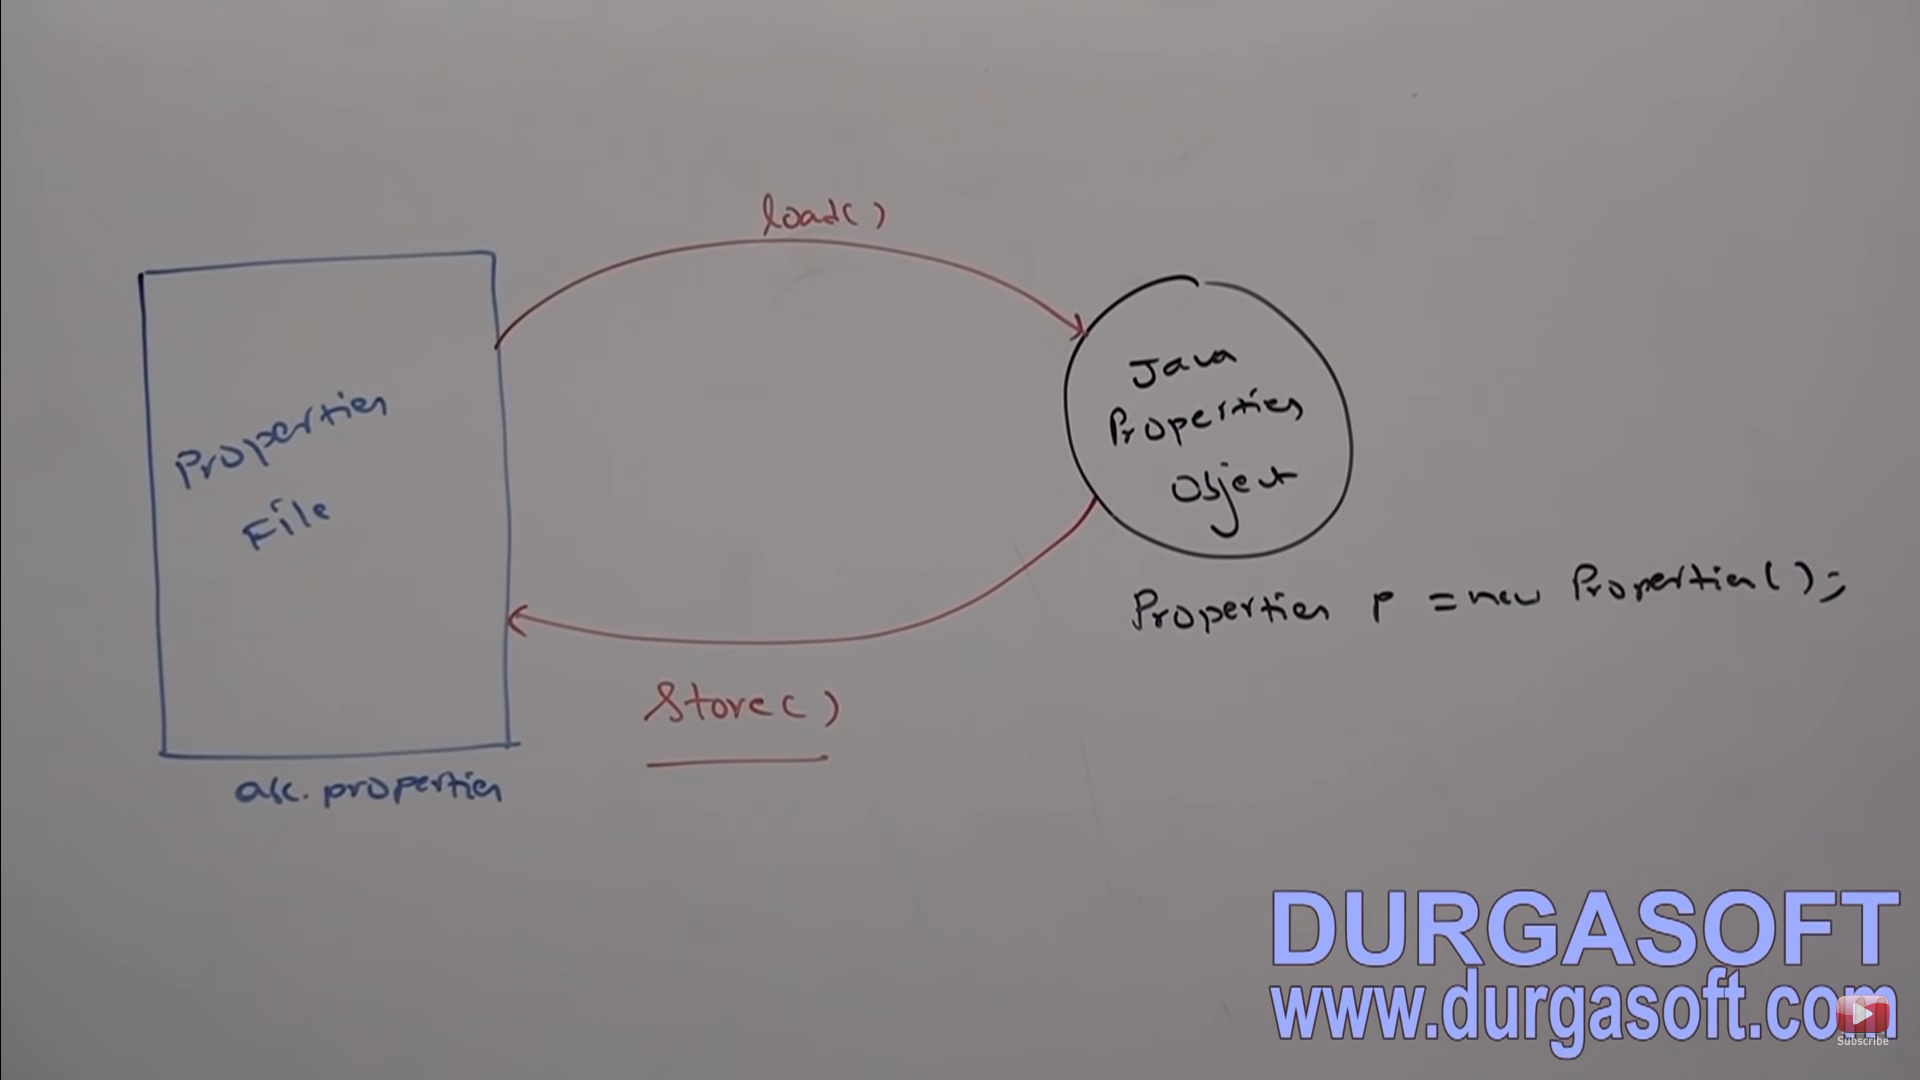 load()
Java
Properties
Object
Properties
File
Properties P = new Properties();
Store()
abc.properties
DURGASOFT
www.durgasoft.com
Subscribe